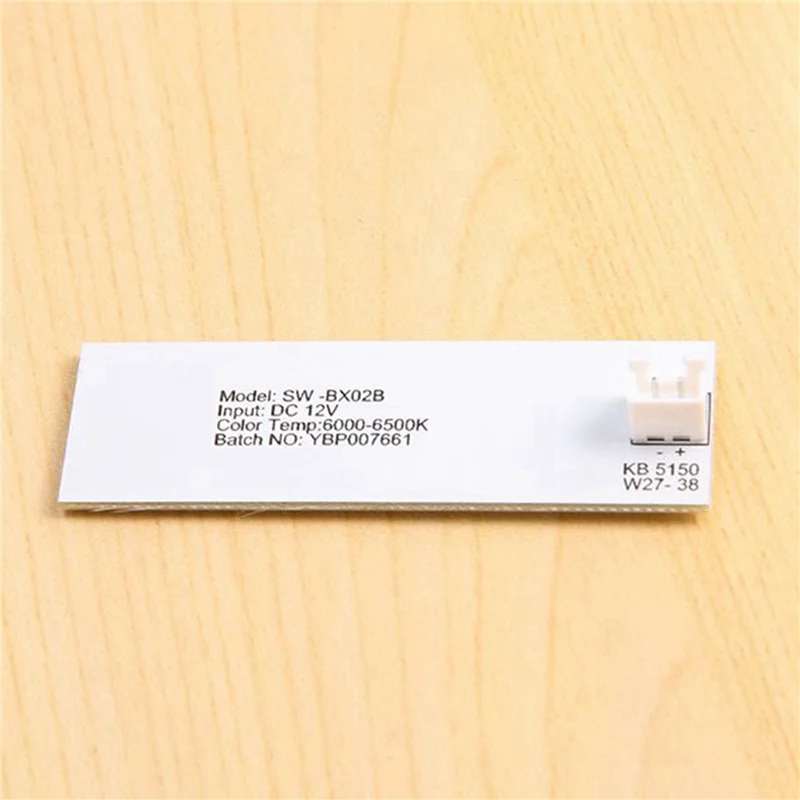 Model: SW -BX02B
Input: DC 12V
Color Temp:6000-6500K
Batch NO: YBP007661
- +
KB 5150
W27- 38